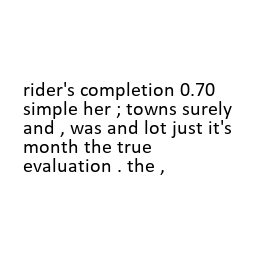 rider's completion 0.70
simple her ; towns surely
and , was and lot just it's
month the true
evaluation . the ,